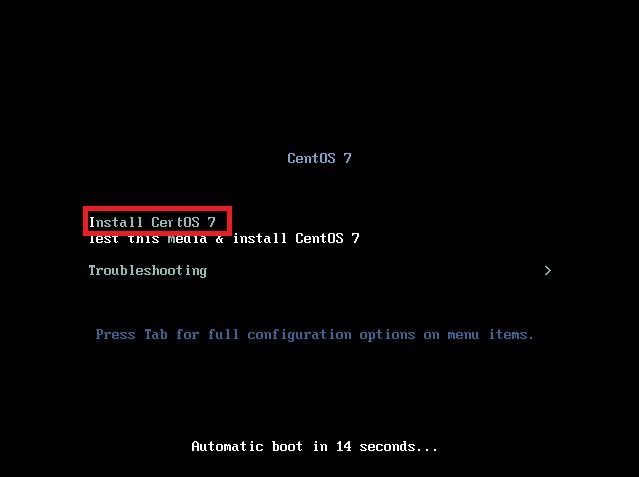 CentOS 7
Install CentOS 7
Test this media & install CentOS 7
Troubleshooting >
Press Tab for full configuration options on menu items.
Automatic boot in 14 seconds...